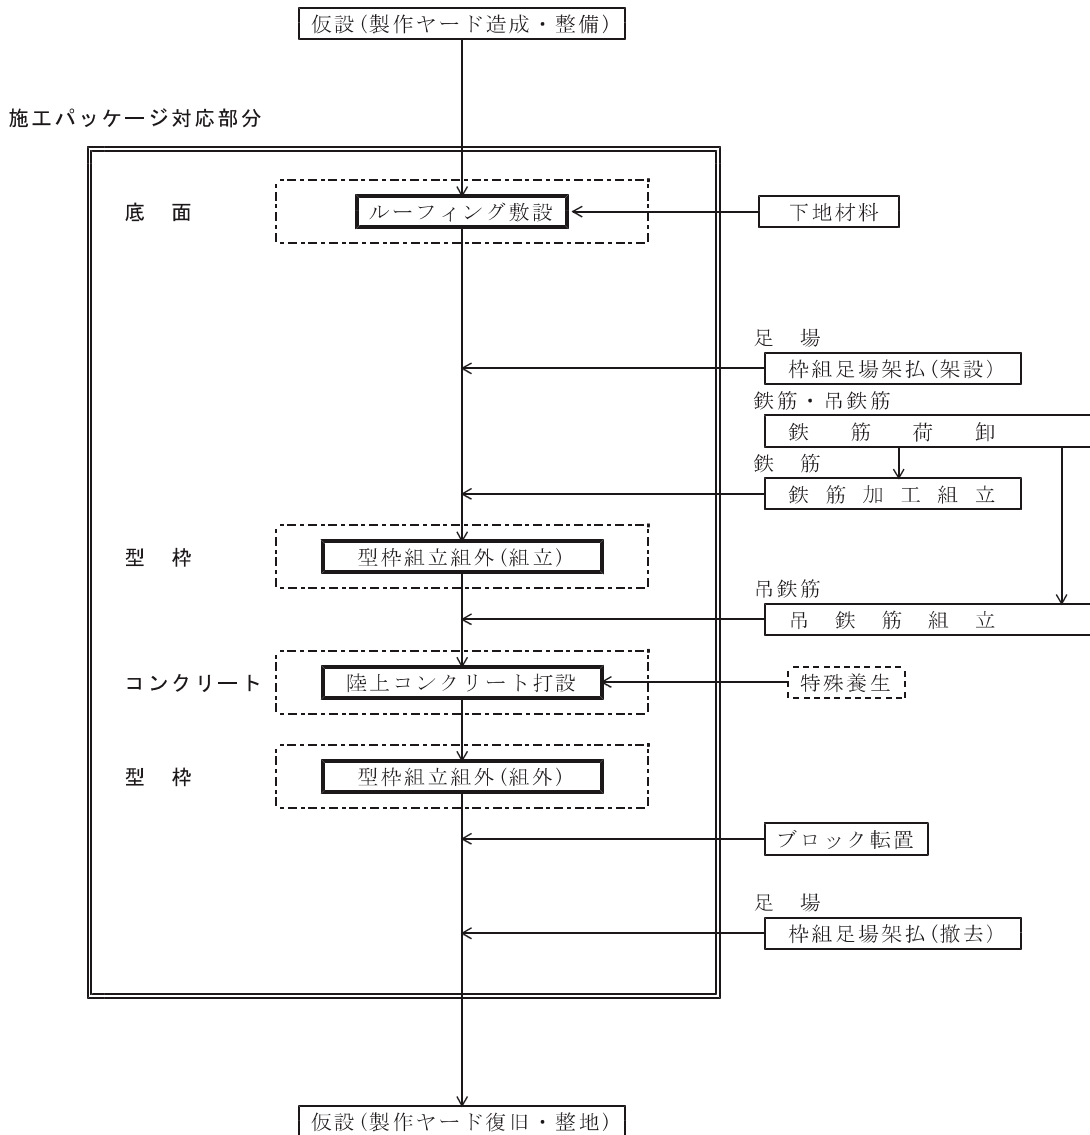 仮設(製作ヤード造成・整備)
施工パッケージ対応部分
底　面
ルーフィング敷設
下地材料
足　場
枠組足場架払(架設)
鉄筋・吊鉄筋
鉄　筋　荷　卸
鉄　筋
鉄筋加工組立
型　枠
型枠組立組外(組立)
吊鉄筋
吊鉄筋組立
コンクリート
陸上コンクリート打設
特殊養生
型　枠
型枠組立組外(組外)
ブロック転置
足　場
枠組足場架払(撤去)
仮設(製作ヤード復旧・整地)